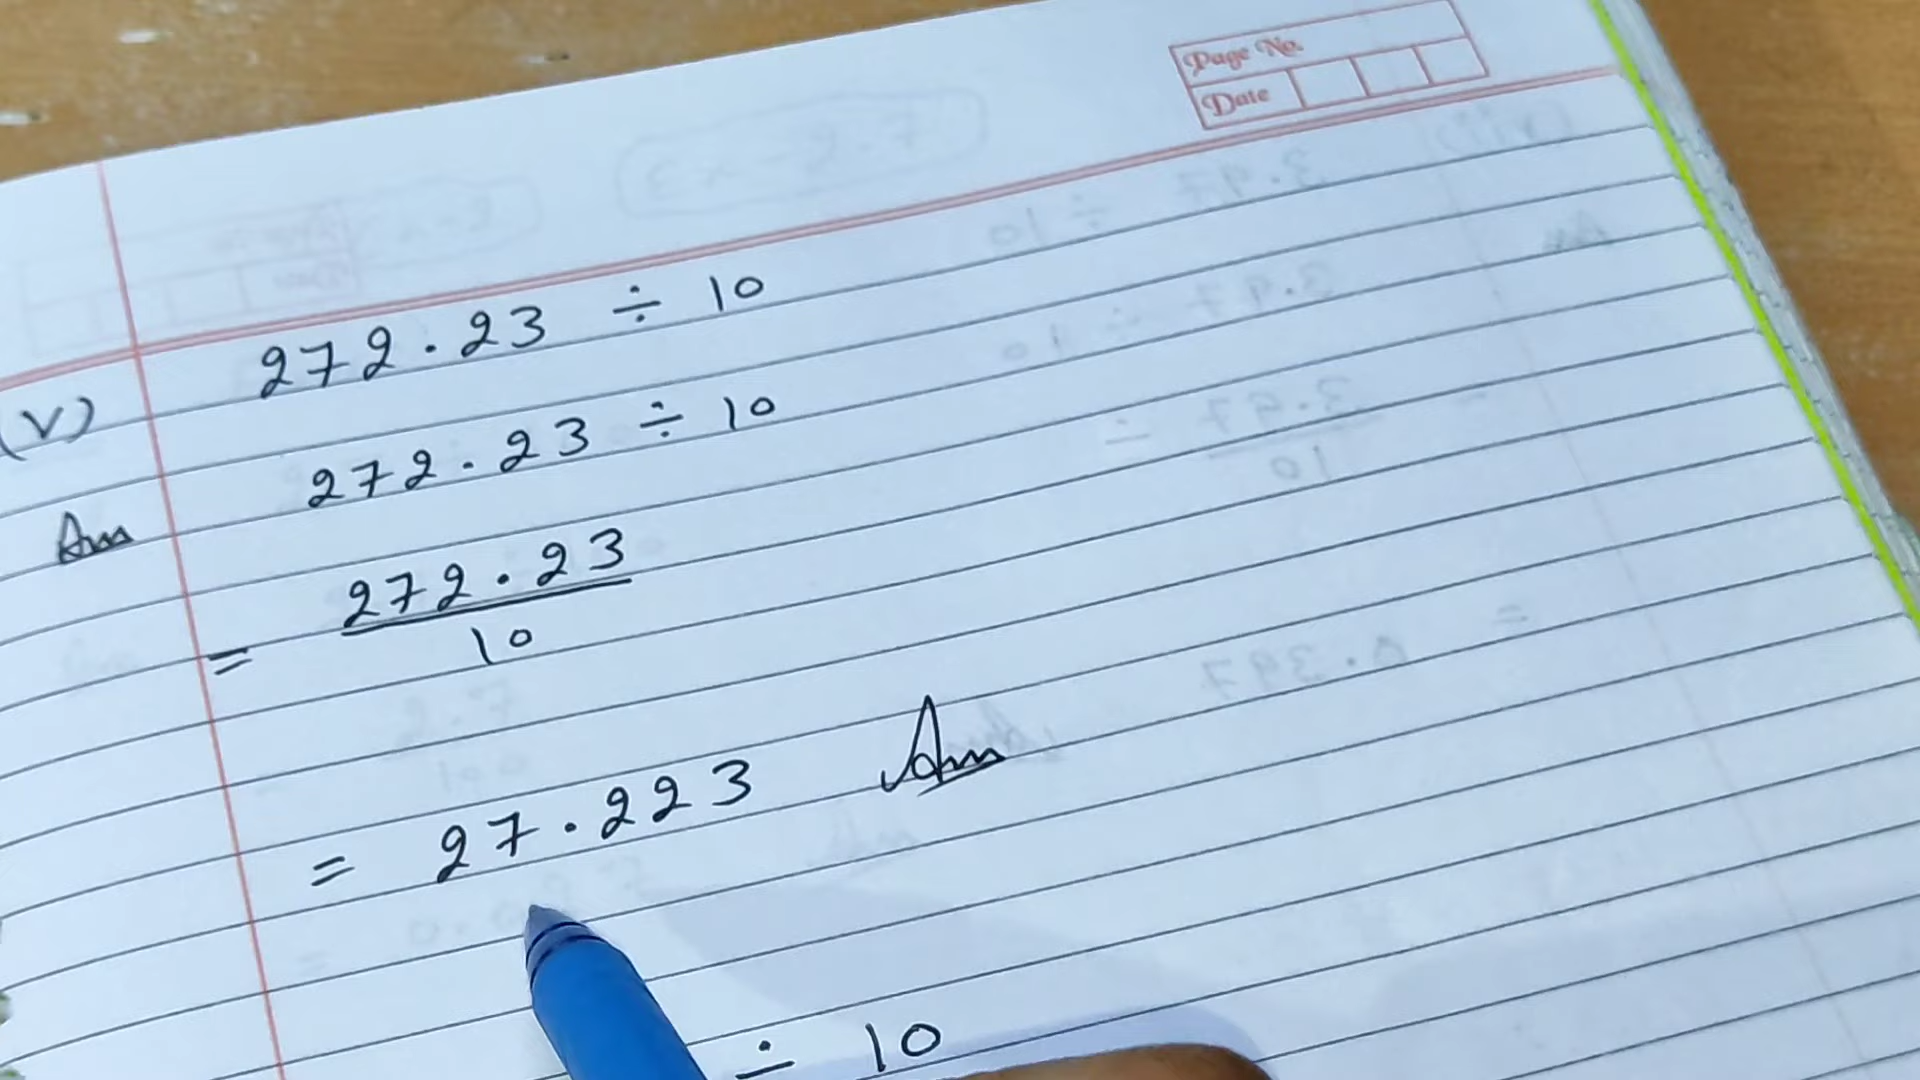 Page No.
Date
(V) 272.23 ÷ 10
Ans 272.23 ÷ 10
= 272.23
10
= 27.223 Ans
÷ 10